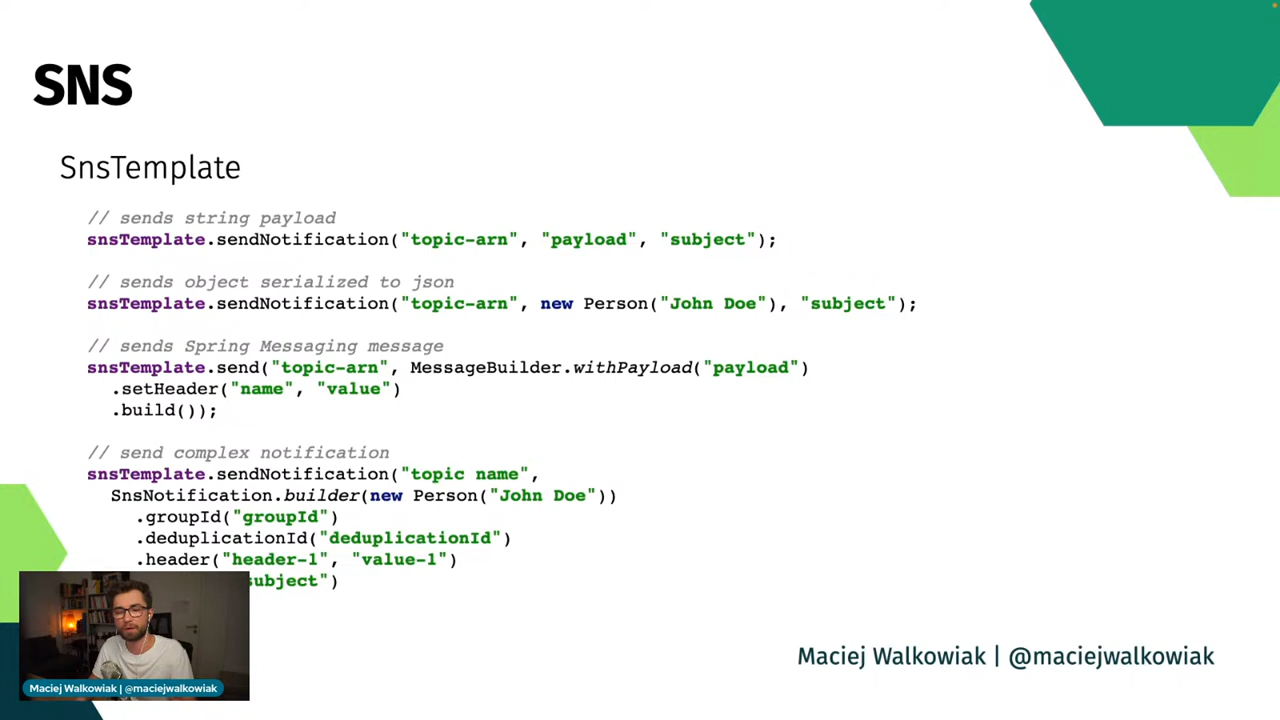 SNS
SnsTemplate
// sends string payload
snsTemplate.sendNotification("topic-arn", "payload", "subject");
// sends object serialized to json
snsTemplate.sendNotification("topic-arn", new Person("John Doe"), "subject");
// sends Spring Messaging message
snsTemplate.send("topic-arn", MessageBuilder.withPayload("payload")
.setHeader("name", "value")
.build());
// send complex notification
snsTemplate.sendNotification("topic name",
SnsNotification.builder(new Person("John Doe"))
.groupId("groupId")
.deduplicationId("deduplicationId")
.header("header-1", "value-1")
subject")
Maciej Walkowiak | @maciejwalkowiak
Maciej Walkowiak | @maciejwalkowiak